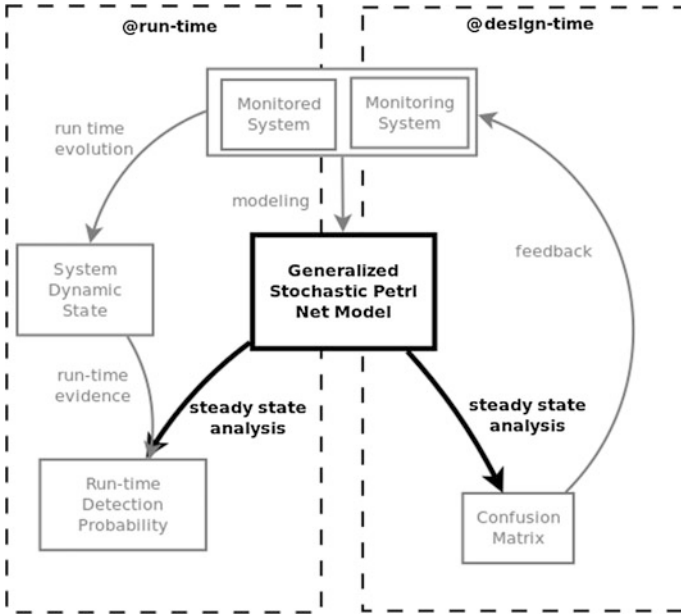 @run-time
@design-time
Monitored
System
Monitoring
System
run time
evolution
modeling
feedback
System
Dynamic
State
Generalized
Stochastic Petri
Net Model
run-time
evidence
steady state
analysis
steady state
analysis
Run-time
Detection
Probability
Confusion
Matrix